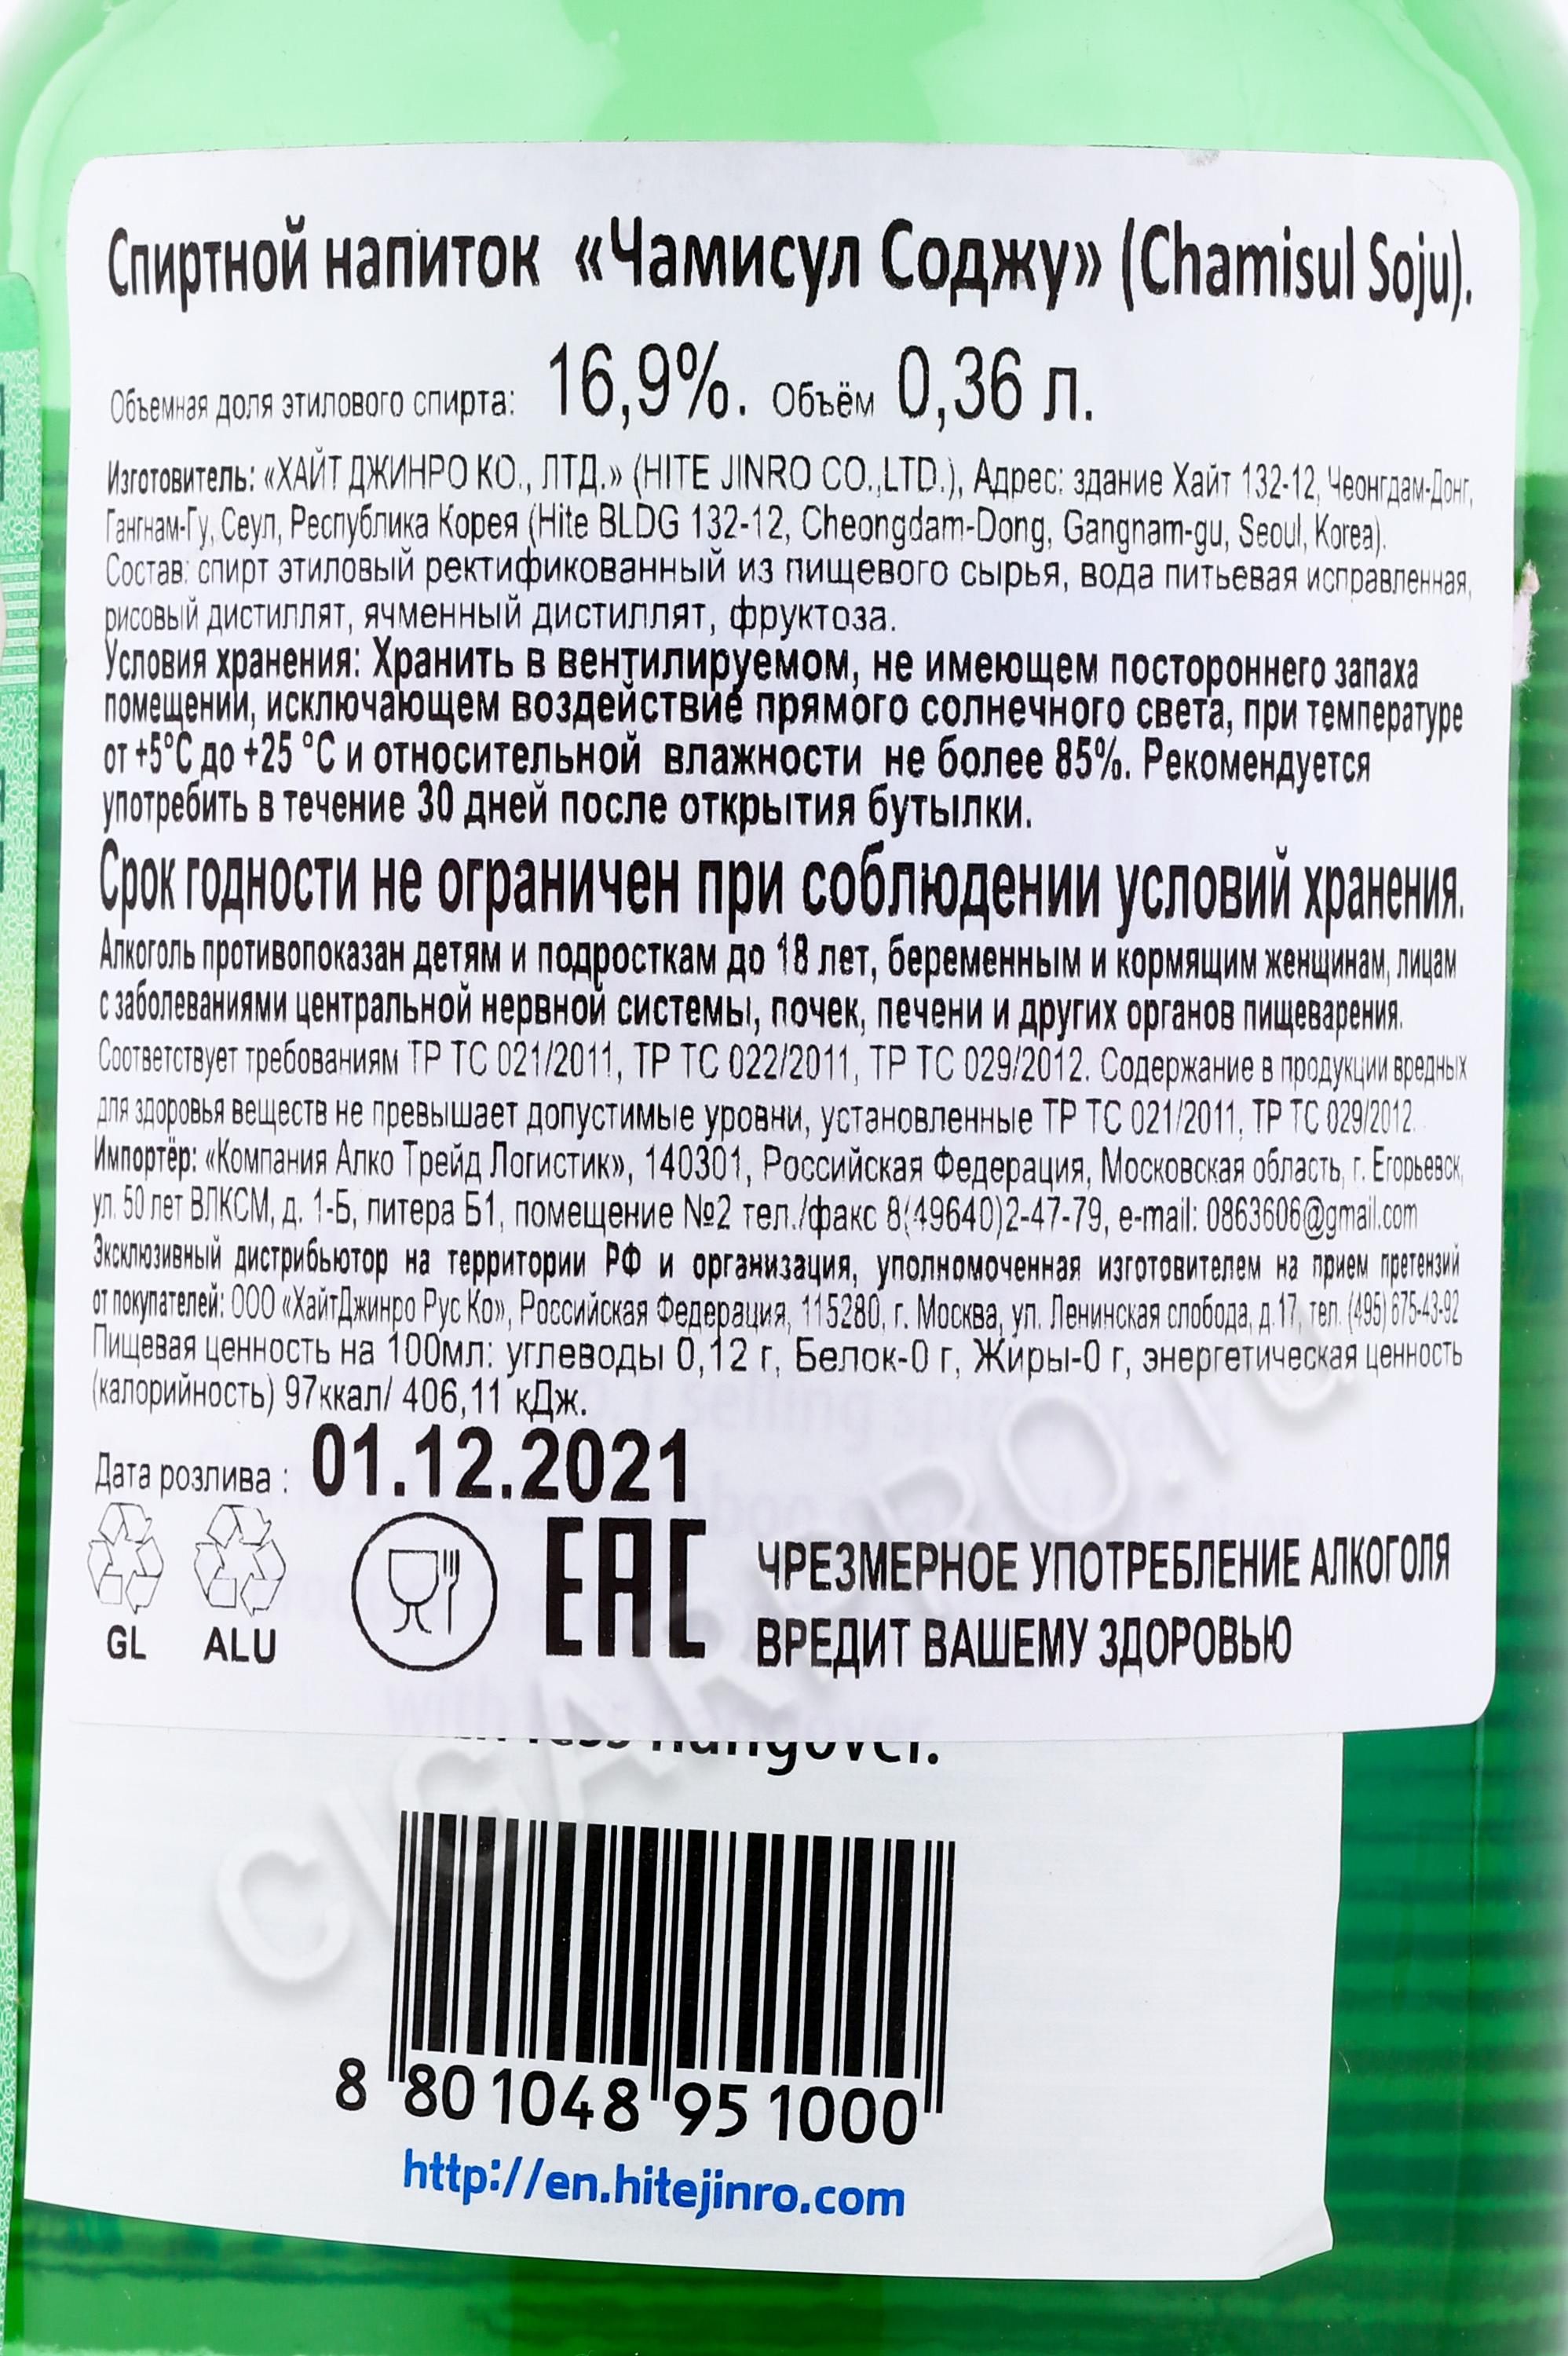 Спиртной напиток «Чамисул Соджу» (Chamisul Soju).
Объемная доля этилового спирта: 16,9%. Объём 0,36 л.
Изготовитель: «ХАЙТ ДЖИНРО КО., ЛТД.» (HITE JINRO CO.,LTD.), Адрес: здание Хайт 132-12, Чеонгдам-Донг,
Гангнам-Гу, Сеул, Республика Корея (Hite BLDG 132-12, Cheongdam-Dong, Gangnam-gu, Seoul, Korea).
Состав: спирт этиловый ректификованный из пищевого сырья, вода питьевая исправленная,
рисовый дистиллят, ячменный дистиллят, фруктоза.
Условия хранения: Хранить в вентилируемом, не имеющем постороннего запаха
помещении, исключающем воздействие прямого солнечного света, при температуре
от +5°C до +25 °C и относительной влажности не более 85%. Рекомендуется
употребить в течение 30 дней после открытия бутылки.
Срок годности не ограничен при соблюдении условий хранения.
Алкоголь противопоказан детям и подросткам до 18 лет, беременным и кормящим женщинам, лицам
с заболеваниями центральной нервной системы, почек, печени и других органов пищеварения.
Соответствует требованиям ТР ТС 021/2011, ТР ТС 022/2011, ТР ТС 029/2012. Содержание в продукции вредных
для здоровья веществ не превышает допустимые уровни, установленные ТР ТС 021/2011, ТР ТС 029/2012.
Импортёр: «Компания Алко Трейд Логистик», 140301, Российская Федерация, Московская область, г. Егорьевск,
ул. 50 лет ВЛКСМ, д. 1-Б, литера Б1, помещение №2 тел./факс 8(49640)2-47-79, e-mail: 0863606@gmail.com
Эксклюзивный дистрибьютор на территории РФ и организация, уполномоченная изготовителем на прием претензий
от покупателей: ООО «ХайтДжинро Рус Ко», Российская Федерация, 115280, г. Москва, ул. Ленинская слобода, д.17, тел. (495) 675-43-92
Пищевая ценность на 100мл: углеводы 0,12 г, Белок-0 г, Жиры-0 г, энергетическая ценность
(калорийность) 97ккал/ 406,11 кДж.
Дата розлива : 01.12.2021
GL ALU EAC ЧРЕЗМЕРНОЕ УПОТРЕБЛЕНИЕ АЛКОГОЛЯ
ВРЕДИТ ВАШЕМУ ЗДОРОВЬЮ
less hangover.
CIGARPRO.ru
8 801048 951000
http://en.hitejinro.com